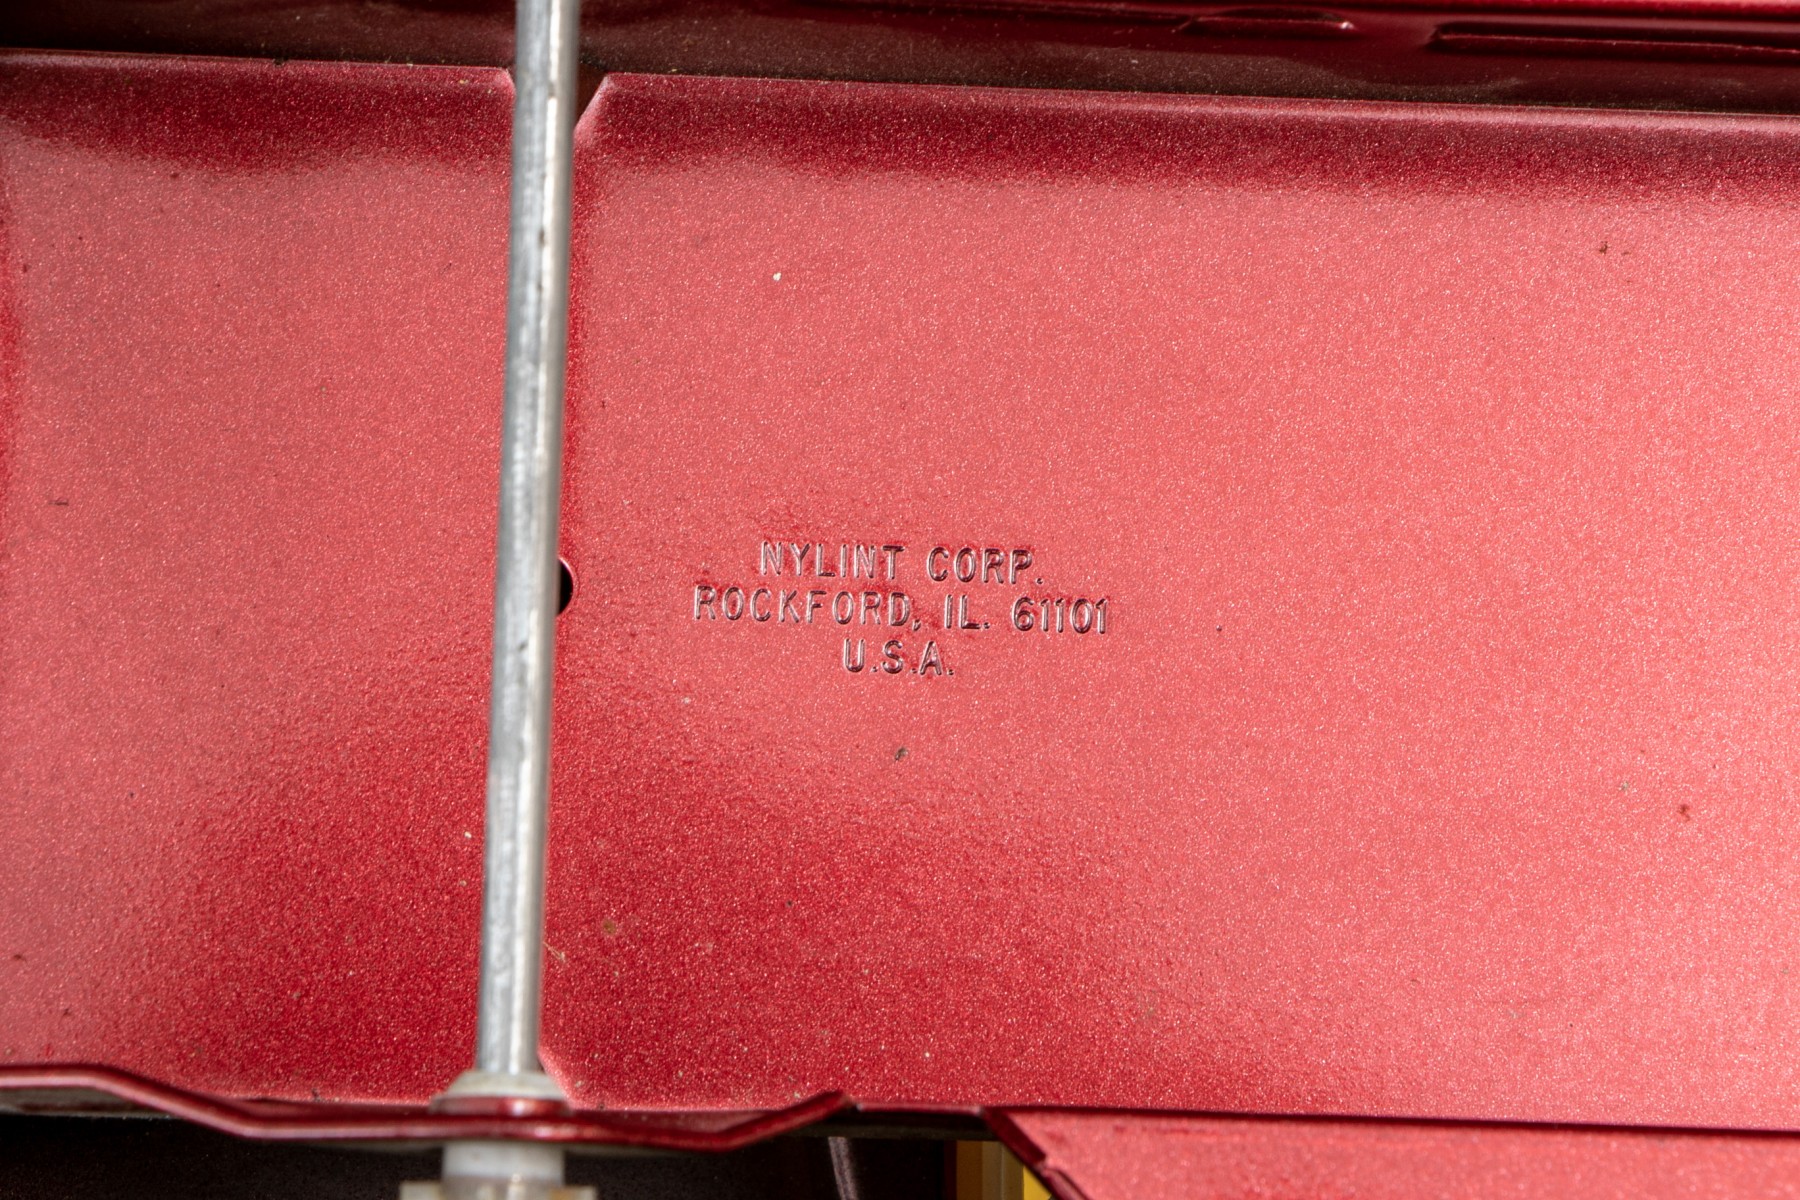 NYLINT CORP.
ROCKFORD, IL. 61101
U.S.A.